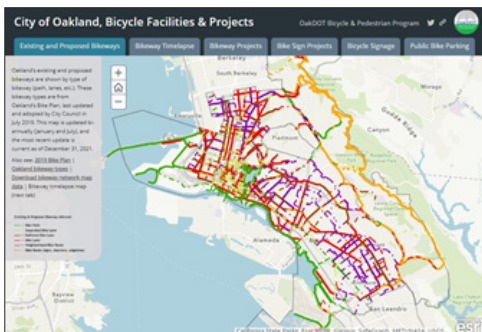 City of Oakland, Bicycle Facilities & Projects
OakDOT Bicycle & Pedestrian Program
Existing and Proposed Bikeways
Bikeway Timelapse
Bikeway Projects
Bike Sign Projects
Bicycle Signage
Public Bike Parking
Oakland's existing and proposed
bikeways are shown by type of
bikeway (path, lanes, etc.). These
bikeway types are from
Oakland's Bike Plan, last updated
and adopted by City Council in
July 2019. This map is updated bi-
annually (January and July), and
the most recent update is
current as of December 31, 2021.
Also see: 2019 Bike Plan |
Oakland bikeway types |
Download bikeway network map
data | Bikeway timelapse map
(next tab)
Berkeley
South Berkeley
Emeryville
Piedmont
Alameda
San Leandro
Moraga
Canyon
Bayview
District
esri